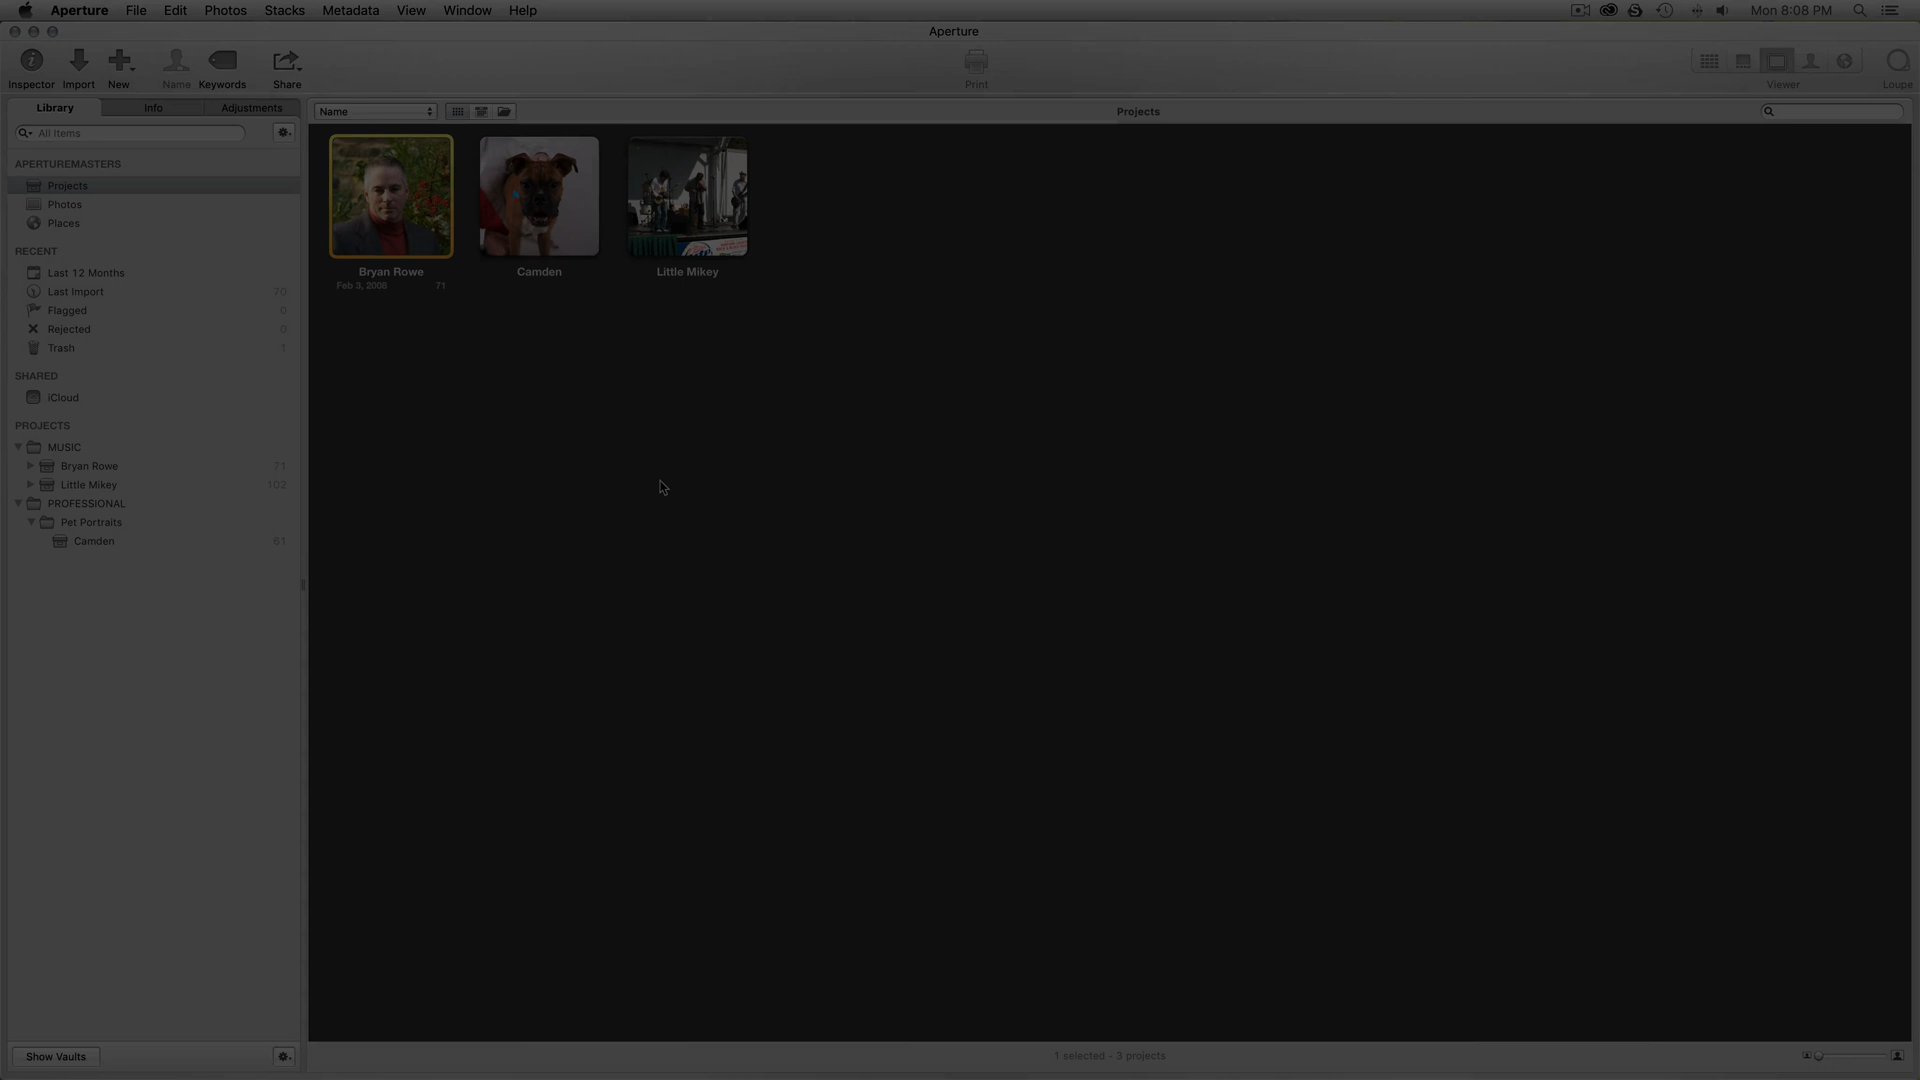 Aperture File Edit Photos Stacks Metadata View Window Help Mon 8:08 PM
Aperture
Inspector Import New Name Keywords Share Print Viewer Loupe
Library Info Adjustments
Name Projects
All Items
APERTUREMASTERS
Projects
Photos
Places
RECENT
Last 12 Months
Last Import 70
Flagged 0
Rejected 0
Trash 1
SHARED
iCloud
PROJECTS
MUSIC
Bryan Rowe 71
Little Mikey 102
PROFESSIONAL
Pet Portraits
Camden 61
Bryan Rowe Camden Little Mikey
Feb 3, 2008 71
Show Vaults
1 selected - 3 projects